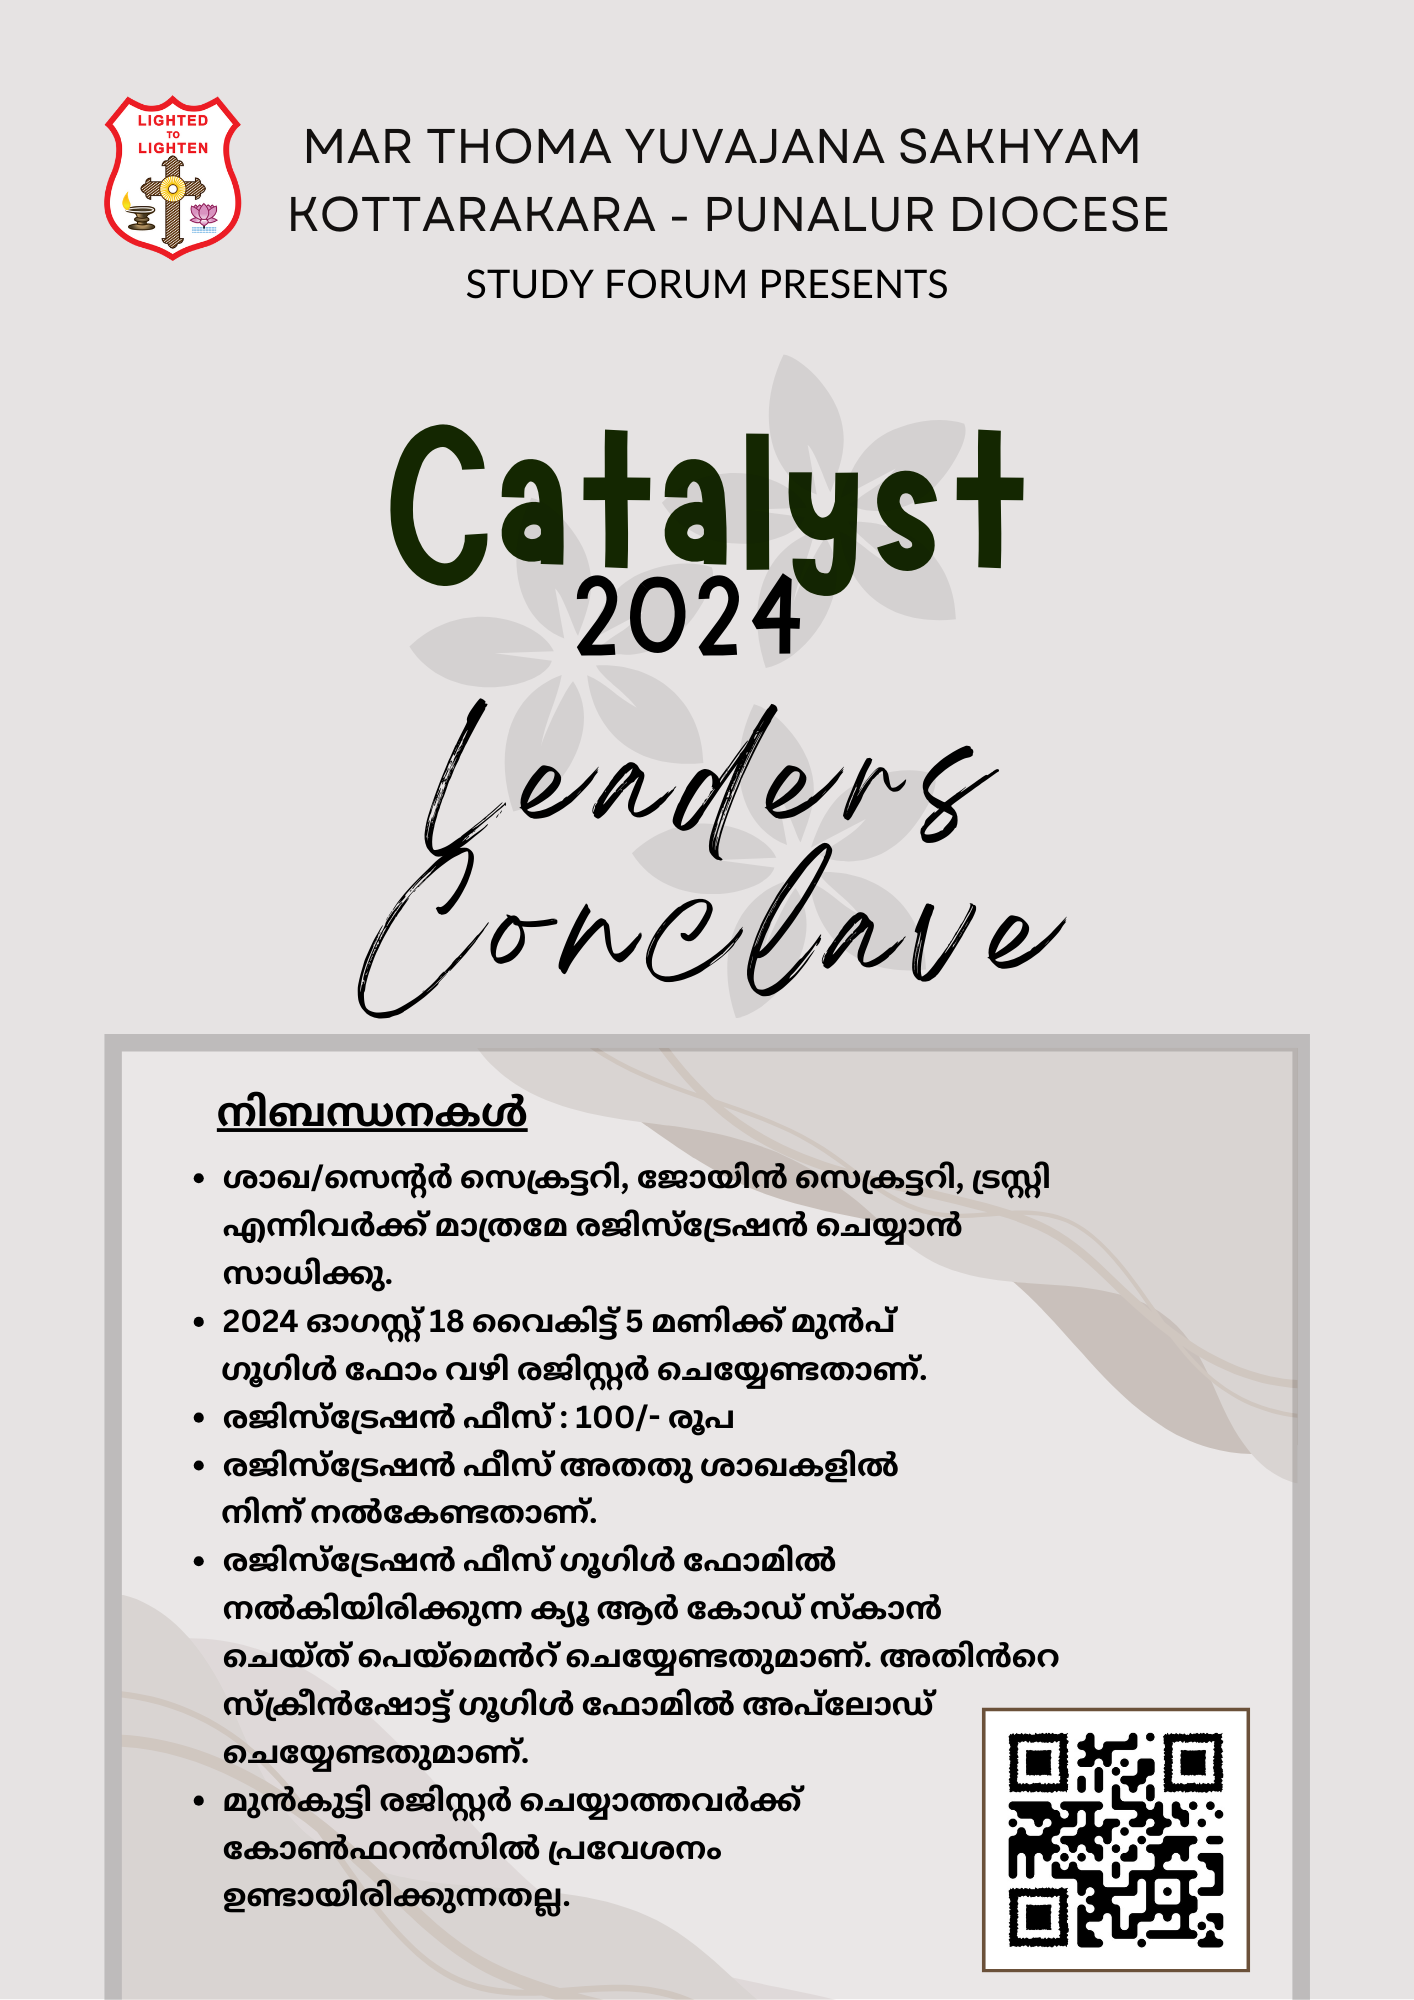 LIGHTED
TO
LIGHTEN
MAR THOMA YUVAJANA SAKHYAM
KOTTARAKARA - PUNALUR DIOCESE
STUDY FORUM PRESENTS
Catalyst
2024
Leaders
Conclave
നിബന്ധനകൾ
• ശാഖ/സെന്റർ സെക്രട്ടറി, ജോയിൻ സെക്രട്ടറി, ട്രസ്റ്റി
എന്നിവർക്ക് മാത്രമേ രജിസ്ട്രേഷൻ ചെയ്യാൻ
സാധിക്കു.
• 2024 ഓഗസ്റ്റ് 18 വൈകിട്ട് 5 മണിക്ക് മുൻപ്
ഗൂഗിൾ ഫോം വഴി രജിസ്റ്റർ ചെയ്യേണ്ടതാണ്.
• രജിസ്ട്രേഷൻ ഫീസ് : 100/- രൂപ
• രജിസ്ട്രേഷൻ ഫീസ് അതതു ശാഖകളിൽ
നിന്ന് നൽകേണ്ടതാണ്.
• രജിസ്ട്രേഷൻ ഫീസ് ഗൂഗിൾ ഫോമിൽ
നൽകിയിരിക്കുന്ന ക്യൂ ആർ കോഡ് സ്കാൻ
ചെയ്ത് പെയ്മെൻറ് ചെയ്യേണ്ടതുമാണ്. അതിൻറെ
സ്ക്രീൻഷോട്ട് ഗൂഗിൾ ഫോമിൽ അപ്‌ലോഡ്
ചെയ്യേണ്ടതുമാണ്.
• മുൻകുട്ടി രജിസ്റ്റർ ചെയ്യാത്തവർക്ക്
കോൺഫറൻസിൽ പ്രവേശനം
ഉണ്ടായിരിക്കുന്നതല്ല.